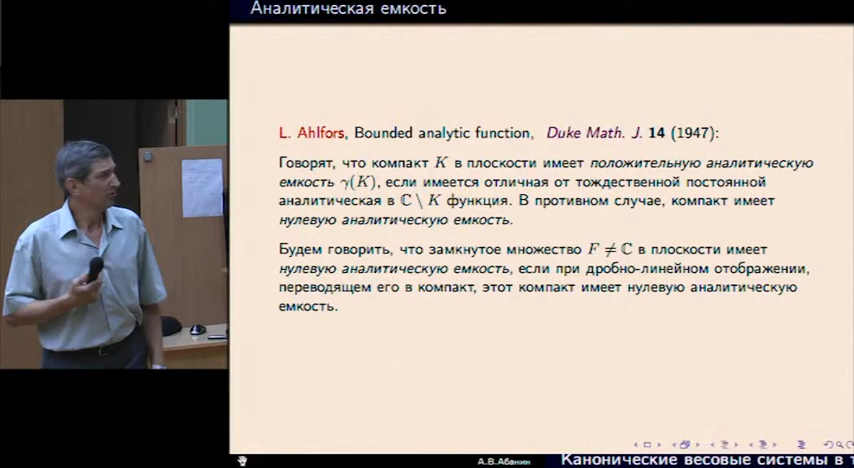 Аналитическая емкость
L. Ahlfors, Bounded analytic function, Duke Math. J. 14 (1947):
Говорят, что компакт K в плоскости имеет положительную аналитическую
емкость γ(K), если имеется отличная от тождественной постоянной
аналитическая в ℂ \ K функция. В противном случае, компакт имеет
нулевую аналитическую емкость.
Будем говорить, что замкнутое множество F ≠ ℂ в плоскости имеет
нулевую аналитическую емкость, если при дробно-линейном отображении,
переводящем его в компакт, этот компакт имеет нулевую аналитическую
емкость.
А.В.Абанин
Канонические весовые системы в т